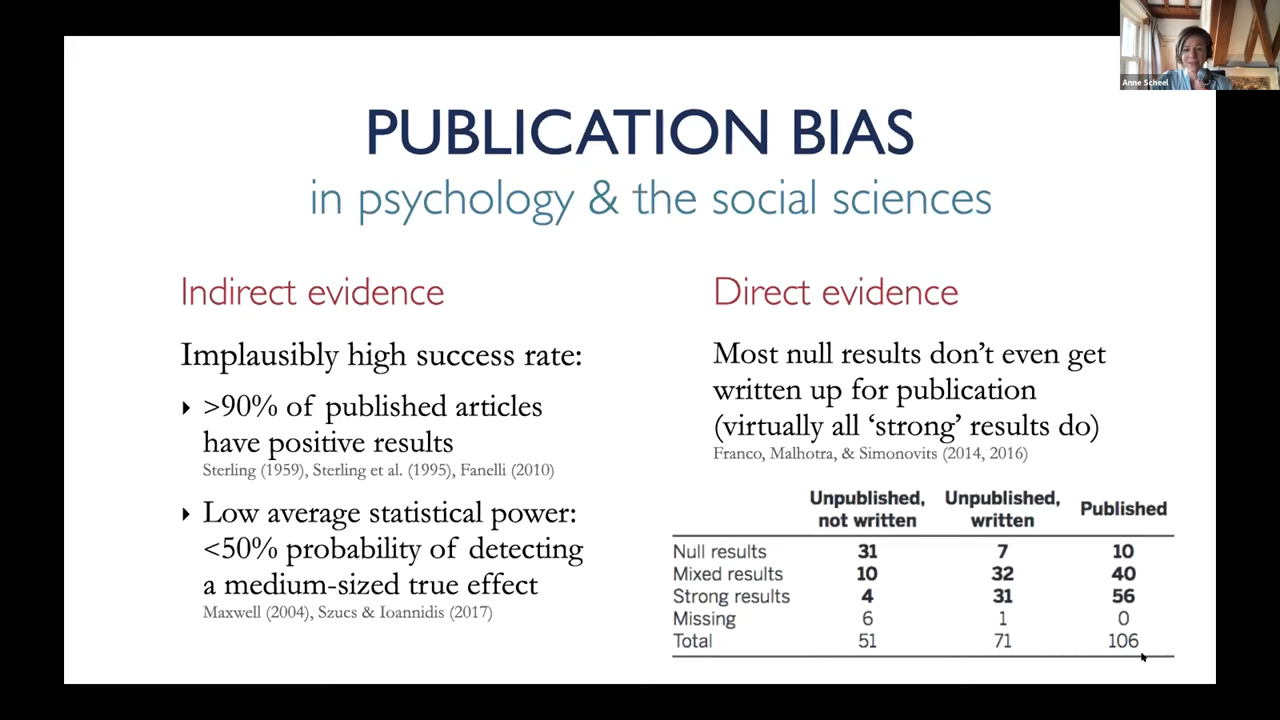 Anne Scheel
PUBLICATION BIAS
in psychology & the social sciences
Indirect evidence
Implausibly high success rate:
‣ >90% of published articles
have positive results
Sterling (1959), Sterling et al. (1995), Fanelli (2010)
‣ Low average statistical power:
<50% probability of detecting
a medium-sized true effect
Maxwell (2004), Szucs & Ioannidis (2017)
Direct evidence
Most null results don’t even get
written up for publication
(virtually all ‘strong’ results do)
Franco, Malhotra, & Simonovits (2014, 2016)
Unpublished, not written Unpublished, written Published
Null results 31 7 10
Mixed results 10 32 40
Strong results 4 31 56
Missing 6 1 0
Total 51 71 106